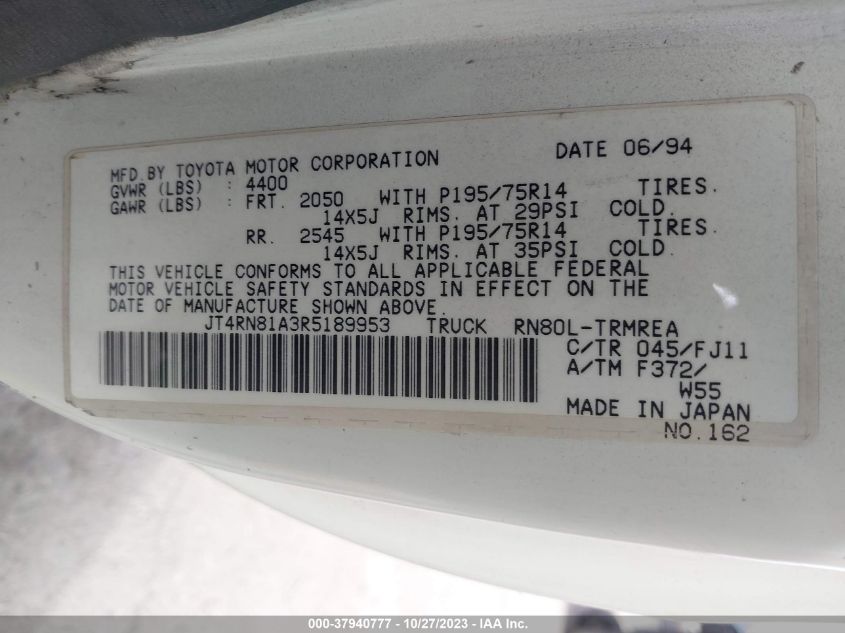 MFD. BY TOYOTA MOTOR CORPORATION DATE 06/94
GVWR (LBS) : 4400
GAWR (LBS) : FRT. 2050 WITH P195/75R14 TIRES.
14X5J RIMS. AT 29PSI COLD.
RR. 2545 WITH P195/75R14 TIRES.
14X5J RIMS. AT 35PSI COLD.
THIS VEHICLE CONFORMS TO ALL APPLICABLE FEDERAL
MOTOR VEHICLE SAFETY STANDARDS IN EFFECT ON THE
DATE OF MANUFACTURE SHOWN ABOVE.
JT4RN81A3R5189953 TRUCK RN80L-TRMREA
C/TR 045/FJ11
A/TM F372/
W55
MADE IN JAPAN
NO.162
000-37940777 - 10/27/2023 - IAA Inc.